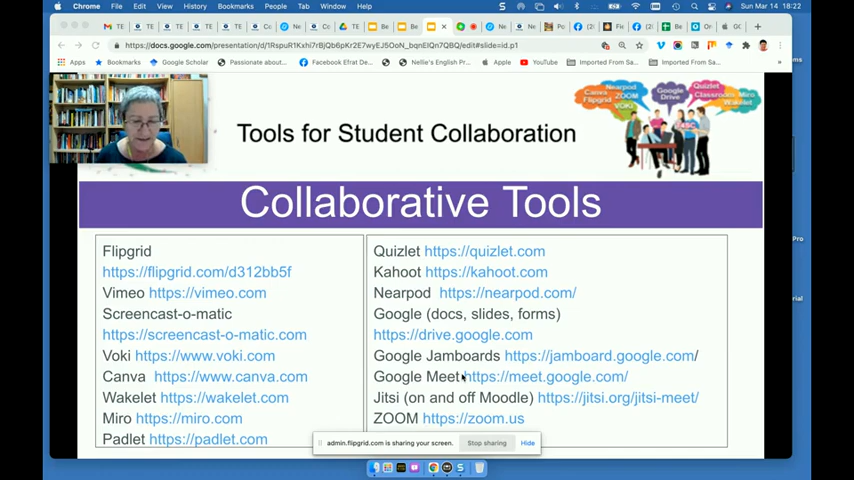 Chrome File Edit View History Bookmarks People Tab Window Help
Sun Mar 14 18:22
https://docs.google.com/presentation/d/1RspuR1Kxhi7rBjQb6pKr2E7wyEJ5OoN_bqnEIQn7QBQ/edit#slide=id.p1
Apps Google Scholar Passionate about... Facebook Efrat De... Nellie's English Pr... Apple YouTube Imported From Sa... Imported From Sa...
Canva
Flipgrid
Nearpod
ZOOM
VOKI
Google
Drive
Quizlet
Classrooms
Miro
Wakelet
Tools for Student Collaboration
Collaborative Tools
Flipgrid
https://flipgrid.com/d312bb5f
Vimeo https://vimeo.com
Screencast-o-matic
https://screencast-o-matic.com
Voki https://www.voki.com
Canva https://www.canva.com
Wakelet https://wakelet.com
Miro https://miro.com
Padlet https://padlet.com
Quizlet https://quizlet.com
Kahoot https://kahoot.com
Nearpod https://nearpod.com/
Google (docs, slides, forms)
https://drive.google.com
Google Jamboards https://jamboard.google.com/
Google Meet https://meet.google.com/
Jitsi (on and off Moodle) https://jitsi.org/jitsi-meet/
ZOOM https://zoom.us
admin.flipgrid.com is sharing your screen. Stop sharing Hide
Pro